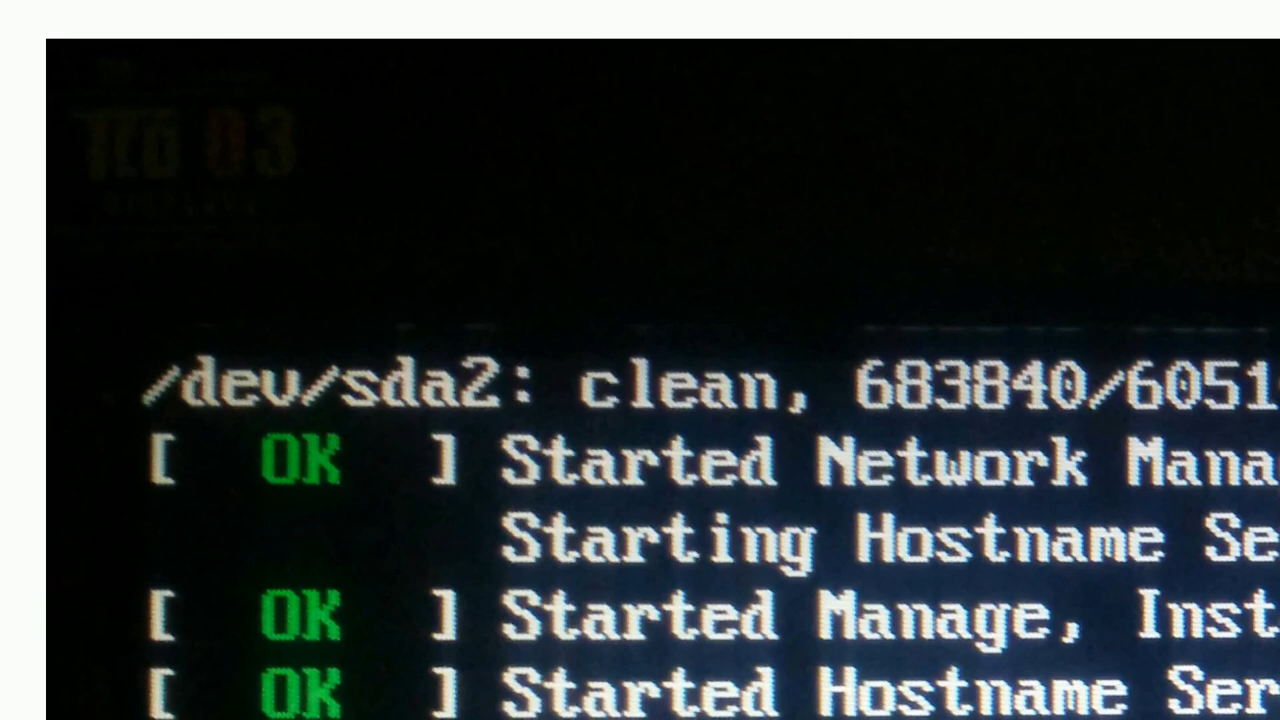 /dev/sda2: clean, 683840/6051
[ OK ] Started Network Mana
Starting Hostname Se
[ OK ] Started Manage, Inst
[ OK ] Started Hostname Ser